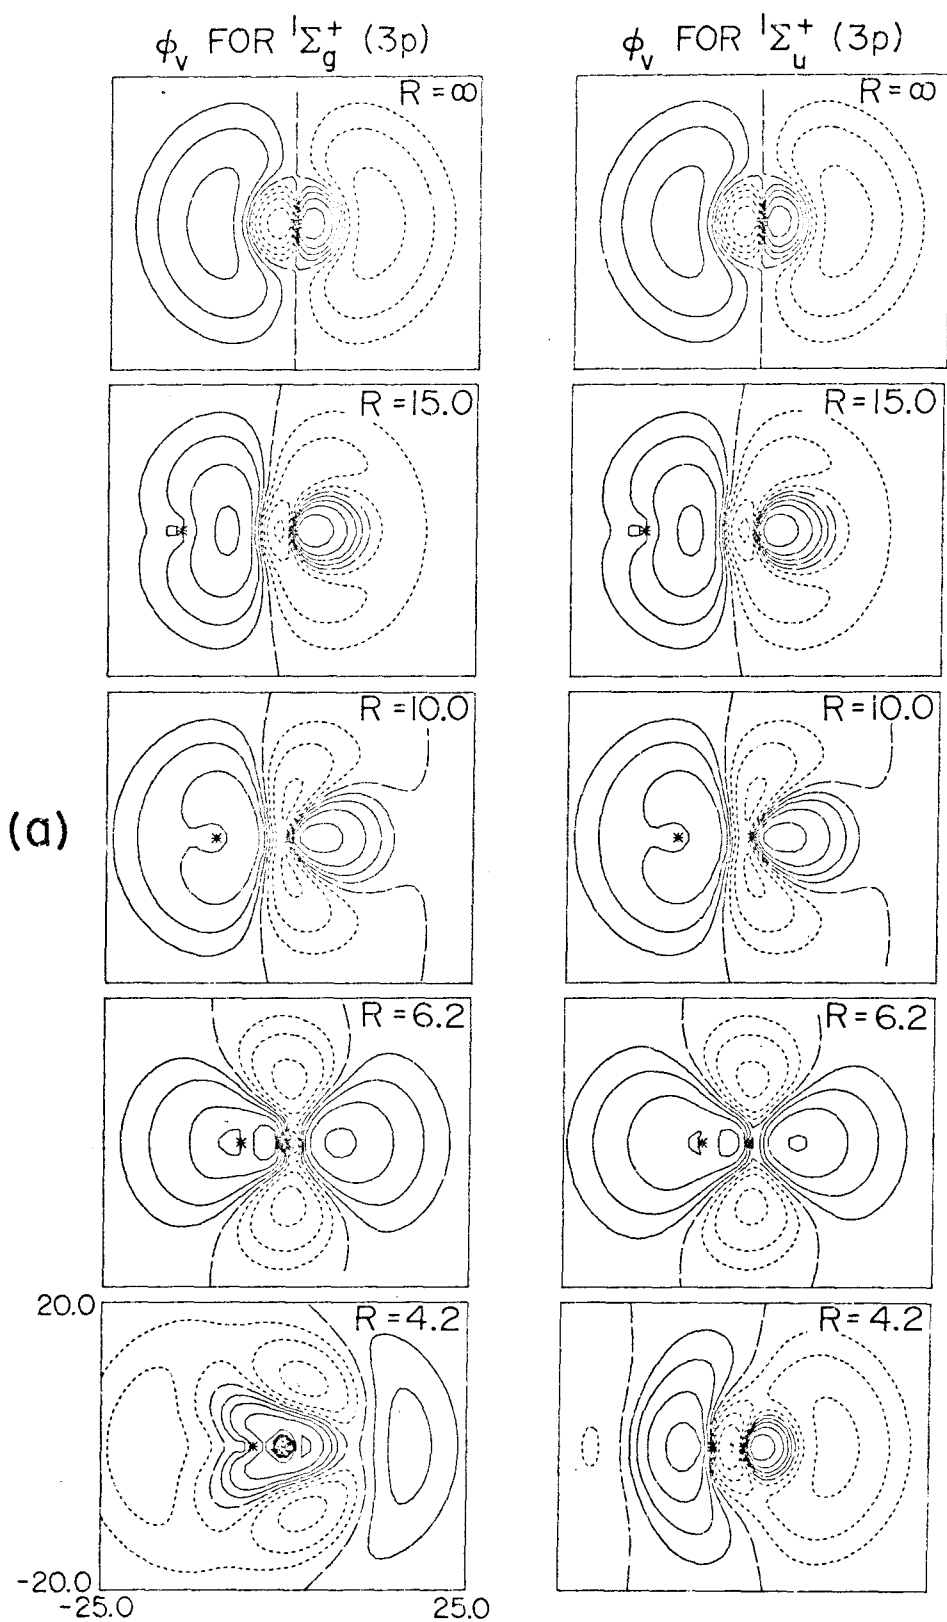 ϕᵥ FOR ¹Σg⁺ (3p)
ϕᵥ FOR ¹Σu⁺ (3p)
R = ∞
R = ∞
R = 15.0
R = 15.0
R = 10.0
R = 10.0
(a)
R = 6.2
R = 6.2
20.0
R = 4.2
R = 4.2
-20.0
-25.0
25.0